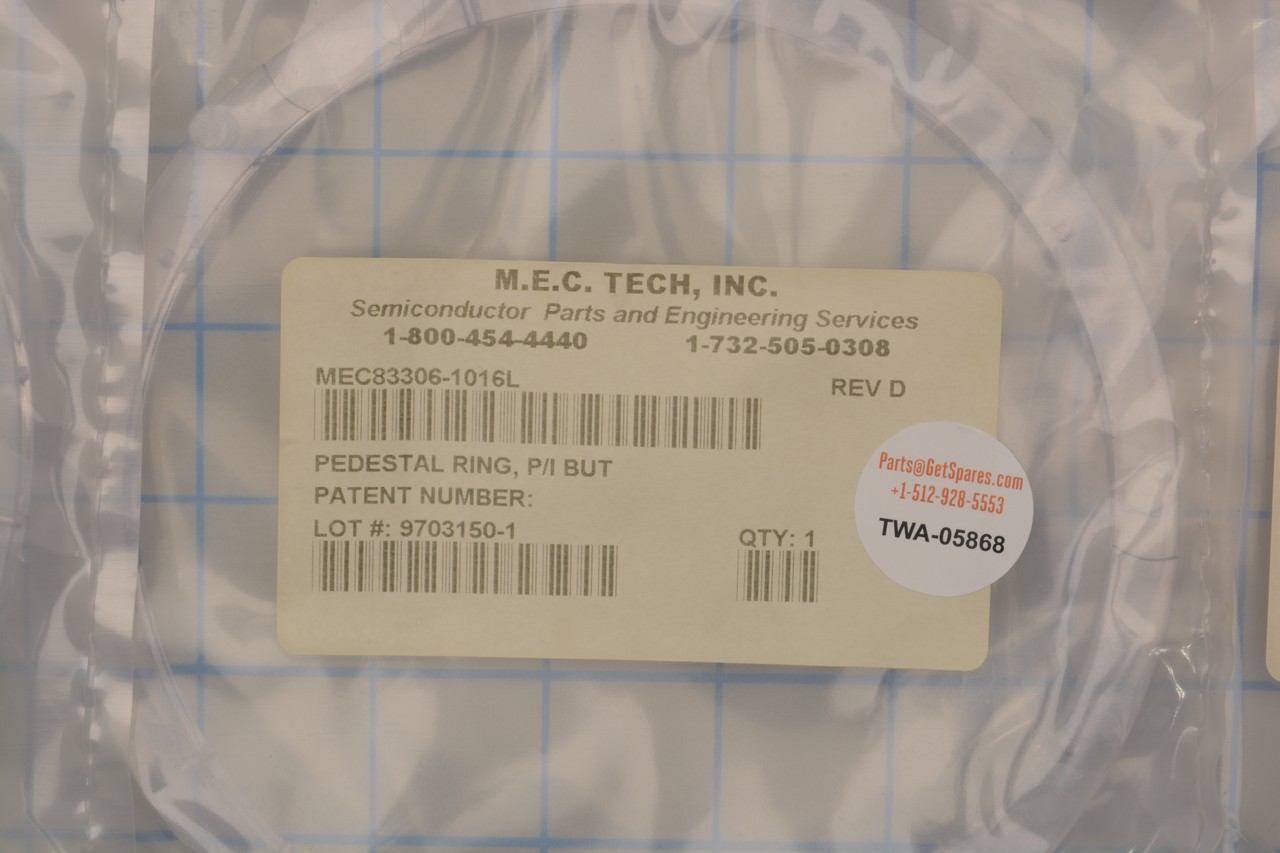 M.E.C. TECH, INC.
Semiconductor Parts and Engineering Services
1-800-454-4440 1-732-505-0308
MEC83306-1016L REV D
PEDESTAL RING, P/I BUT
PATENT NUMBER:
LOT #: 9703150-1 QTY: 1
Parts@GetSpares.com
+1-512-928-5553
TWA-05868